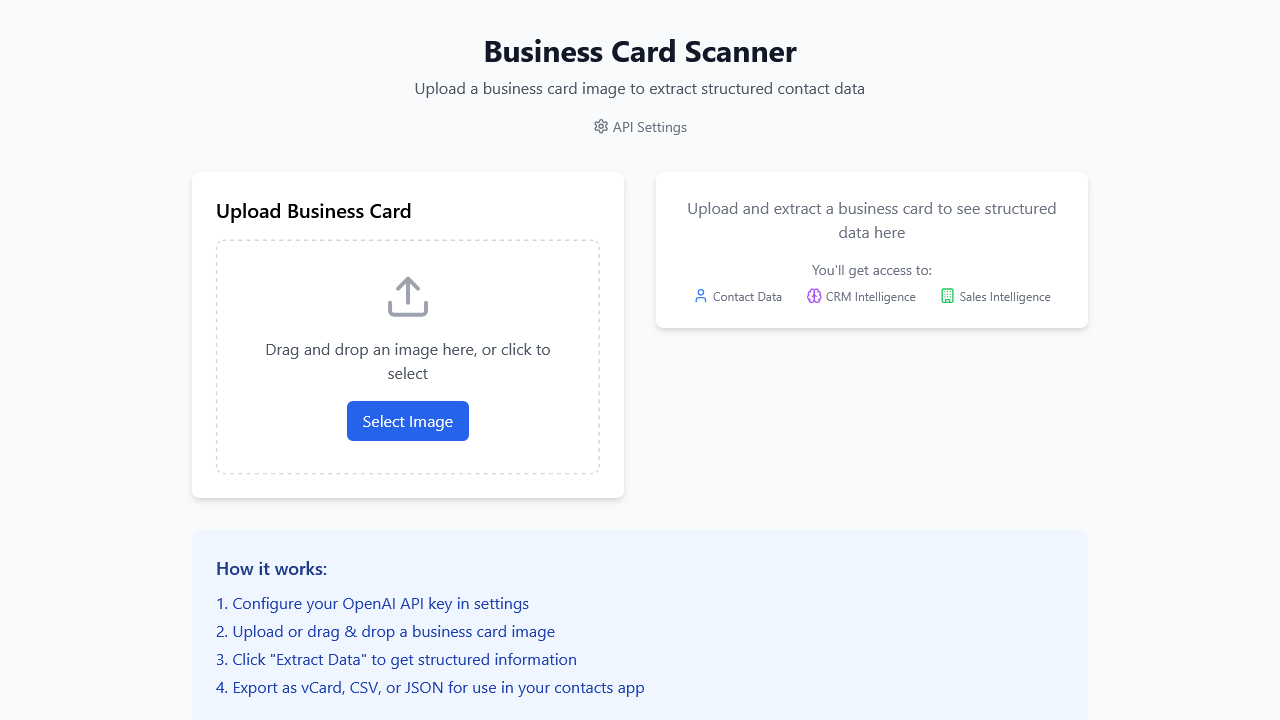 Business Card Scanner
Upload a business card image to extract structured contact data
API Settings
Upload Business Card
Drag and drop an image here, or click to
select
Select Image
Upload and extract a business card to see structured
data here
You'll get access to:
Contact Data
CRM Intelligence
Sales Intelligence
How it works:
1. Configure your OpenAI API key in settings
2. Upload or drag & drop a business card image
3. Click "Extract Data" to get structured information
4. Export as vCard, CSV, or JSON for use in your contacts app